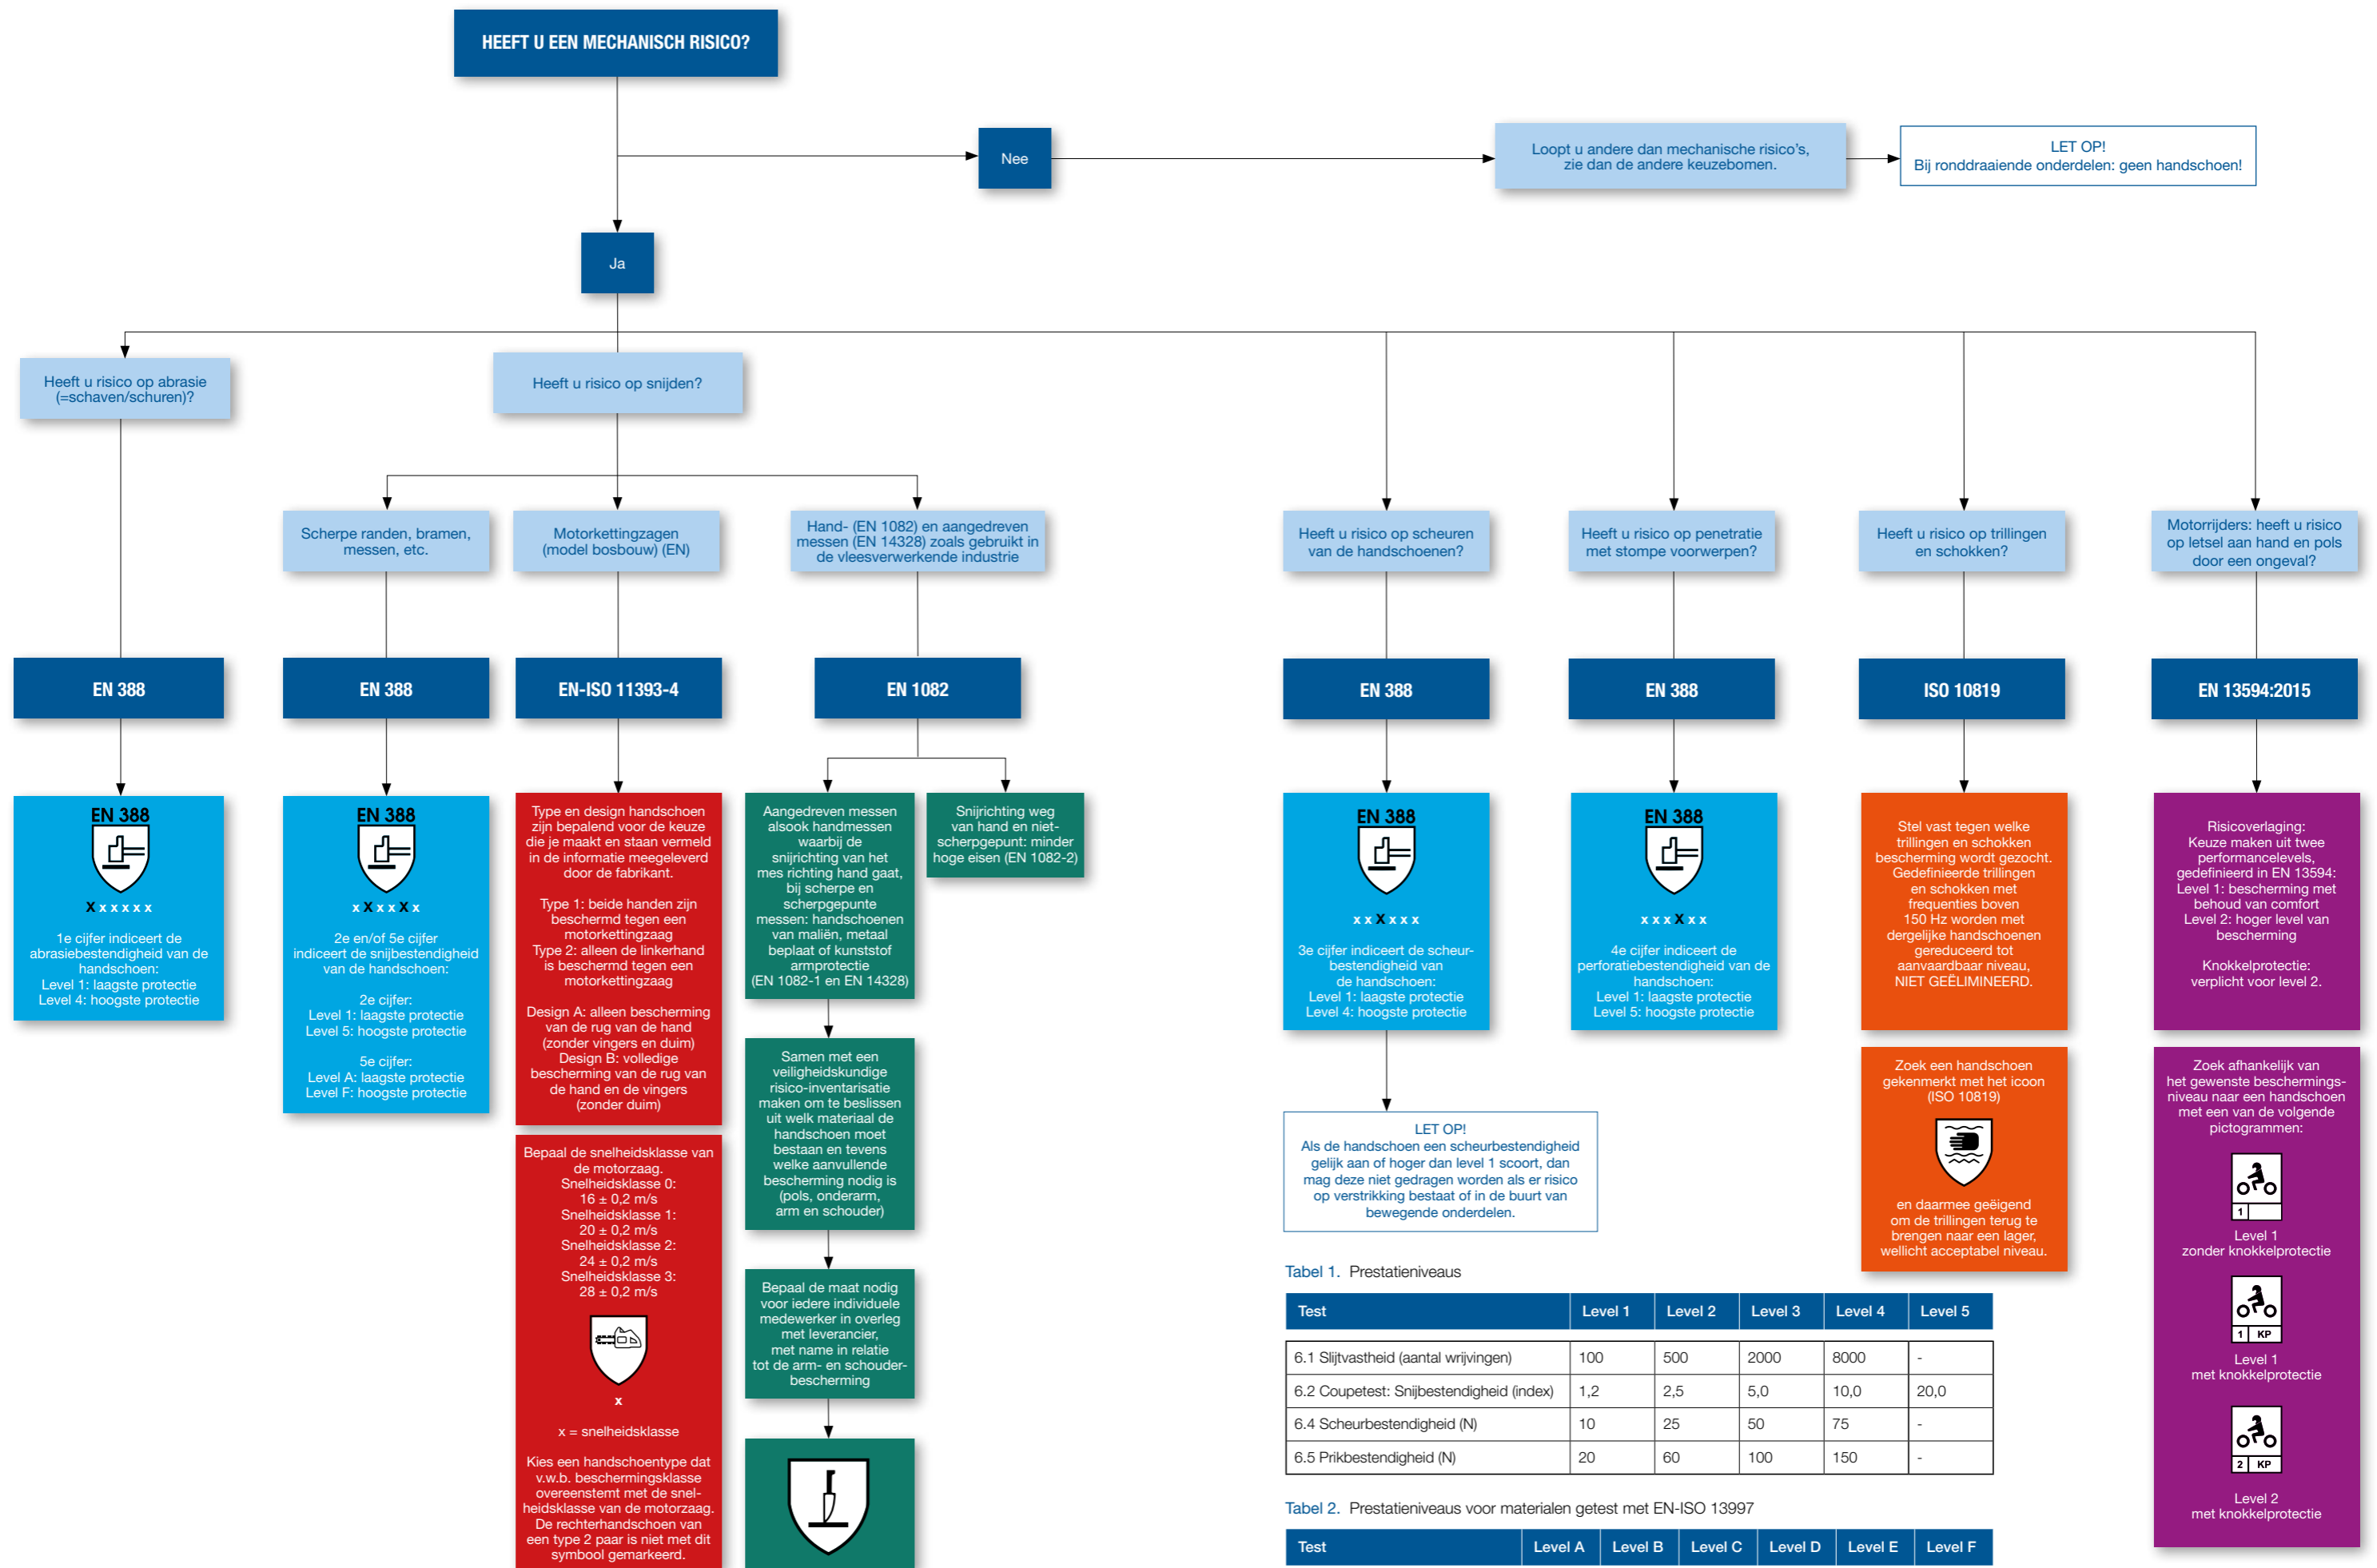 HEEFT U EEN MECHANISCH RISICO?
Nee
Loopt u andere dan mechanische risico's,
zie dan de andere keuzebomen.
LET OP!
Bij ronddraaiende onderdelen: geen handschoen!
Ja
Heeft u risico op abrasie
(=schaven/schuren)?
Heeft u risico op snijden?
Scherpe randen, bramen,
messen, etc.
Motorkettingzagen
(model bosbouw) (EN)
Hand- (EN 1082) en aangedreven
messen (EN 14328) zoals gebruikt in
de vleesverwerkende industrie
Heeft u risico op scheuren
van de handschoenen?
Heeft u risico op penetratie
met stompe voorwerpen?
Heeft u risico op trillingen
en schokken?
Motorrijders: heeft u risico
op letsel aan hand en pols
door een ongeval?
EN 388
EN 388
EN-ISO 11393-4
EN 1082
EN 388
EN 388
ISO 10819
EN 13594:2015
EN 388
X x x x x x
1e cijfer indiceert de
abrasiebestendigheid van de
handschoen:
Level 1: laagste protectie
Level 4: hoogste protectie
EN 388
x X x x X x
2e en/of 5e cijfer
indiceert de snijbestendigheid
van de handschoen:
2e cijfer:
Level 1: laagste protectie
Level 5: hoogste protectie
5e cijfer:
Level A: laagste protectie
Level F: hoogste protectie
Type en design handschoen
zijn bepalend voor de keuze
die je maakt en staan vermeld
in de informatie meegeleverd
door de fabrikant.
Type 1: beide handen zijn
beschermd tegen een
motorkettingzaag
Type 2: alleen de linkerhand
is beschermd tegen een
motorkettingzaag
Design A: alleen bescherming
van de rug van de hand
(zonder vingers en duim)
Design B: volledige
bescherming van de rug van
de hand en de vingers
(zonder duim)
Bepaal de snelheidsklasse van
de motorzaag.
Snelheidsklasse 0:
16 ± 0,2 m/s
Snelheidsklasse 1:
20 ± 0,2 m/s
Snelheidsklasse 2:
24 ± 0,2 m/s
Snelheidsklasse 3:
28 ± 0,2 m/s
x
x = snelheidsklasse
Kies een handschoentype dat
v.w.b. beschermingsklasse
overeenstemt met de snel-
heidsklasse van de motorzaag.
De rechterhandschoen van
een type 2 paar is niet met dit
symbool gemarkeerd.
Aangedreven messen
alsook handmessen
waarbij de
snijrichting van het
mes richting hand gaat,
bij scherpe en
scherpgepunte
messen: handschoenen
van maliën, metaal
beplaat of kunststof
armprotectie
(EN 1082-1 en EN 14328)
Snijrichting weg
van hand en niet-
scherpgepunt: minder
hoge eisen (EN 1082-2)
Samen met een
veiligheidskundige
risico-inventarisatie
maken om te beslissen
uit welk materiaal de
handschoen moet
bestaan en tevens
welke aanvullende
bescherming nodig is
(pols, onderarm,
arm en schouder)
Bepaal de maat nodig
voor iedere individuele
medewerker in overleg
met leverancier,
met name in relatie
tot de arm- en schouder-
bescherming
EN 388
x x X x x x
3e cijfer indiceert de scheur-
bestendigheid van
de handschoen:
Level 1: laagste protectie
Level 4: hoogste protectie
LET OP!
Als de handschoen een scheurbestendigheid
gelijk aan of hoger dan level 1 scoort, dan
mag deze niet gedragen worden als er risico
op verstrikking bestaat of in de buurt van
bewegende onderdelen.
EN 388
x x x X x x
4e cijfer indiceert de
perforatiebestendigheid van de
handschoen:
Level 1: laagste protectie
Level 5: hoogste protectie
Stel vast tegen welke
trillingen en schokken
bescherming wordt gezocht.
Gedefinieerde trillingen
en schokken met
frequenties boven
150 Hz worden met
dergelijke handschoenen
gereduceerd tot
aanvaardbaar niveau,
NIET GEËLIMINEERD.
Zoek een handschoen
gekenmerkt met het icoon
(ISO 10819)
en daarmee geëigend
om de trillingen terug te
brengen naar een lager,
wellicht acceptabel niveau.
Risicoverlaging:
Keuze maken uit twee
performancelevels,
gedefinieerd in EN 13594:
Level 1: bescherming met
behoud van comfort
Level 2: hoger level van
bescherming
Knokkelprotectie:
verplicht voor level 2.
Zoek afhankelijk van
het gewenste beschermings-
niveau naar een handschoen
met een van de volgende
pictogrammen:
1
Level 1
zonder knokkelprotectie
1 KP
Level 1
met knokkelprotectie
2 KP
Level 2
met knokkelprotectie
Tabel 1. Prestatieniveaus
Test Level 1 Level 2 Level 3 Level 4 Level 5
6.1 Slijtvastheid (aantal wrijvingen) 100 500 2000 8000 -
6.2 Coupetest: Snijbestendigheid (index) 1,2 2,5 5,0 10,0 20,0
6.4 Scheurbestendigheid (N) 10 25 50 75 -
6.5 Prikbestendigheid (N) 20 60 100 150 -
Tabel 2. Prestatieniveaus voor materialen getest met EN-ISO 13997
Test Level A Level B Level C Level D Level E Level F